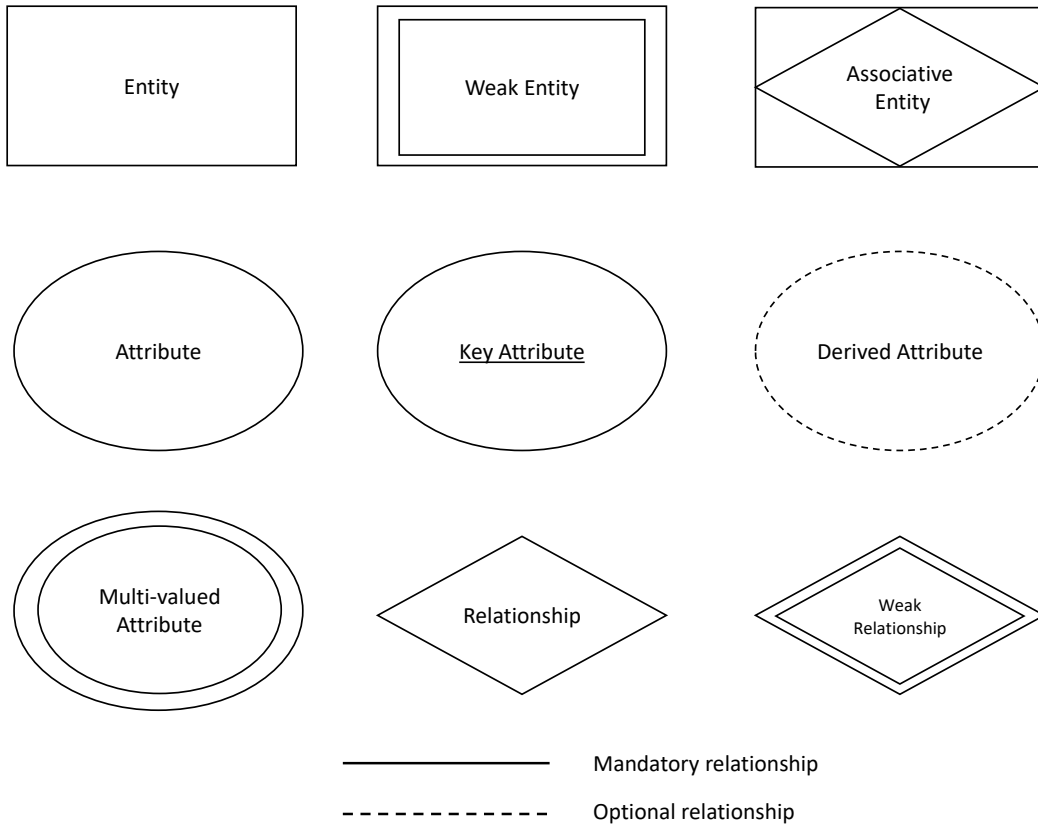 Entity
Weak Entity
Associative
Entity
Attribute
Key Attribute
Derived Attribute
Multi-valued
Attribute
Relationship
Weak
Relationship
Mandatory relationship
Optional relationship